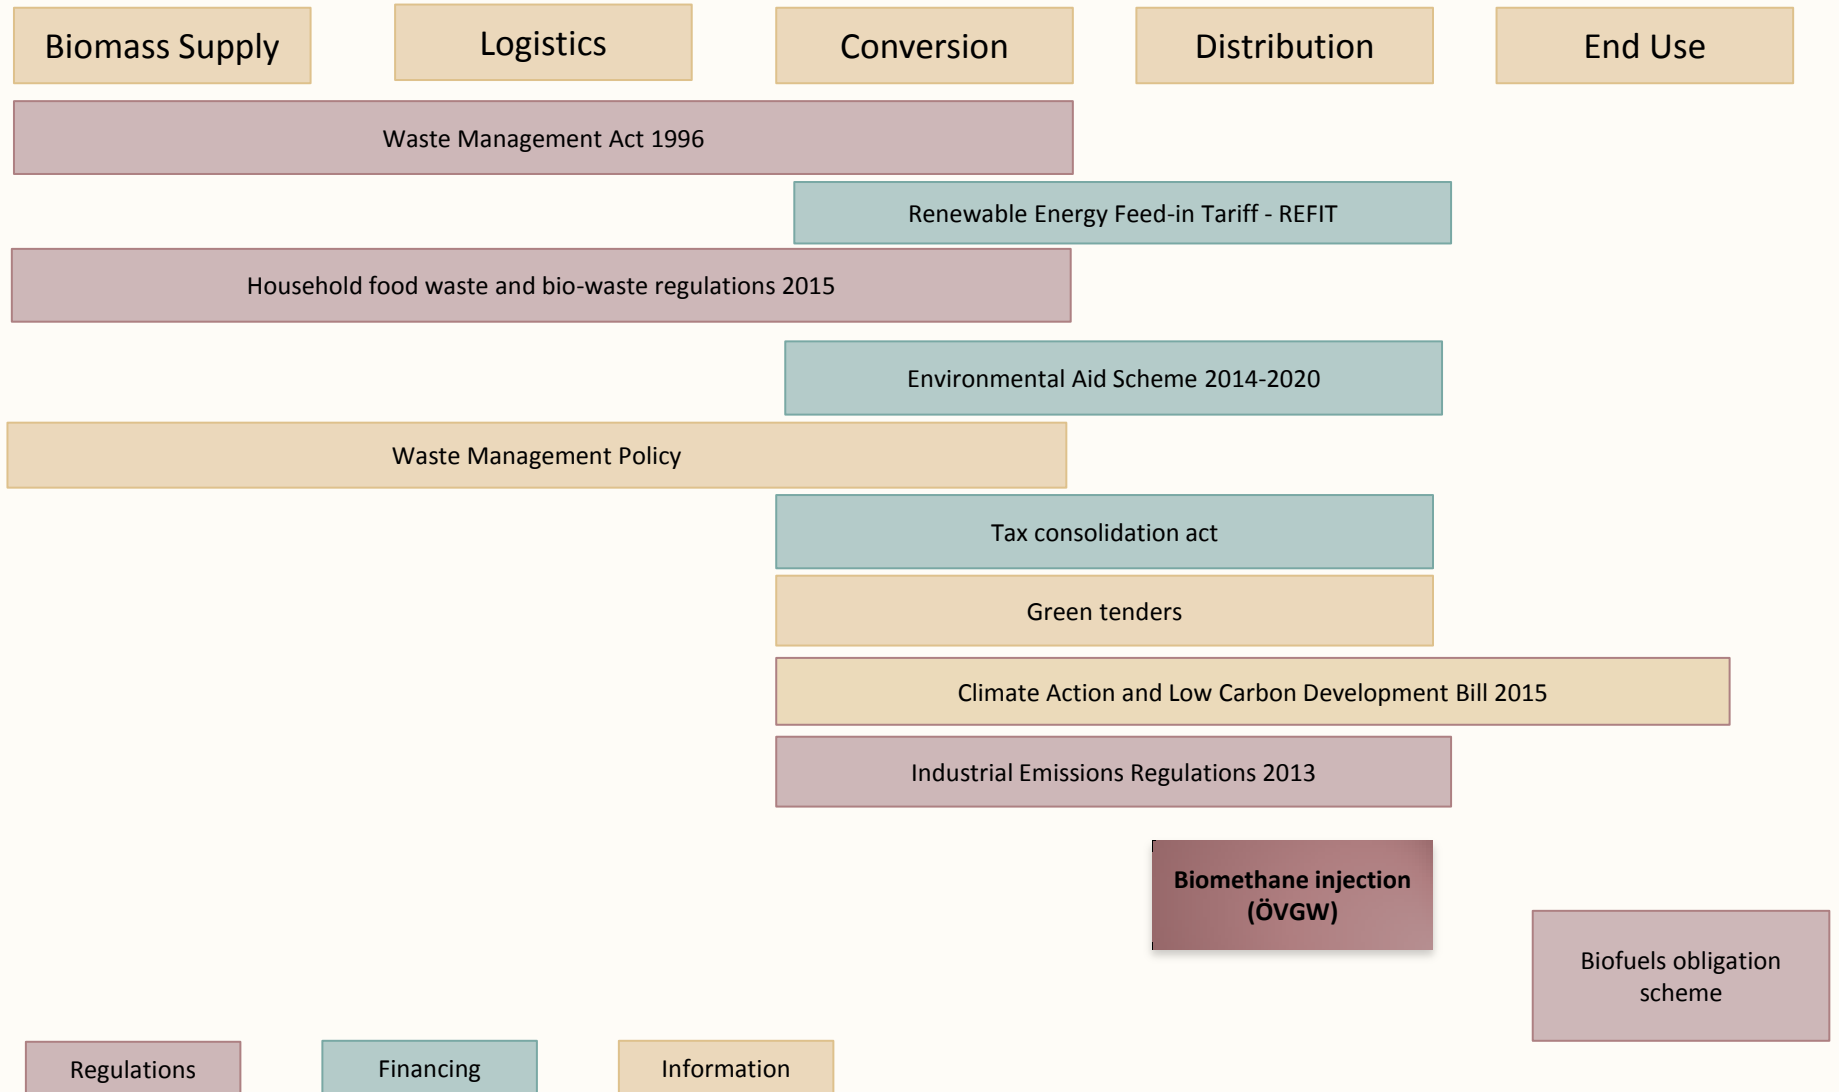 Biomass Supply
Logistics
Conversion
Distribution
End Use
Waste Management Act 1996
Renewable Energy Feed-in Tariff - REFIT
Household food waste and bio-waste regulations 2015
Environmental Aid Scheme 2014-2020
Waste Management Policy
Tax consolidation act
Green tenders
Climate Action and Low Carbon Development Bill 2015
Industrial Emissions Regulations 2013
Biomethane injection
(ÖVGW)
Biofuels obligation
scheme
Regulations
Financing
Information